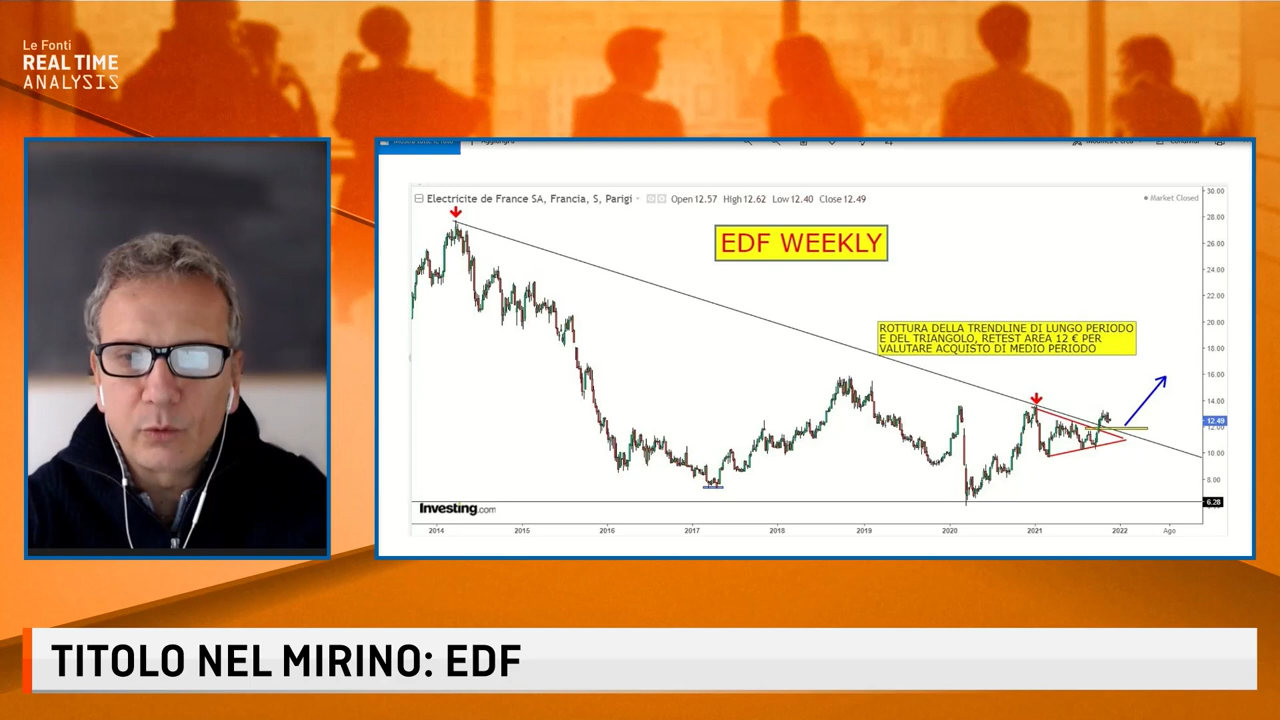 Le Fonti
REAL TIME
ANALYSIS
Electricite de France SA, Francia, S, Parigi
Open 12.57 High 12.62 Low 12.40 Close 12.49
Market Closed
EDF WEEKLY
ROTTURA DELLA TRENDLINE DI LUNGO PERIODO
E DEL TRIANGOLO, RETEST AREA 12 € PER
VALUTARE ACQUISTO DI MEDIO PERIODO
30.00
28.00
26.00
24.00
22.00
20.00
18.00
16.00
14.00
12.49
12.00
10.00
8.00
6.28
Investing.com
2014 2015 2016 2017 2018 2019 2020 2021 2022 Ago
TITOLO NEL MIRINO: EDF